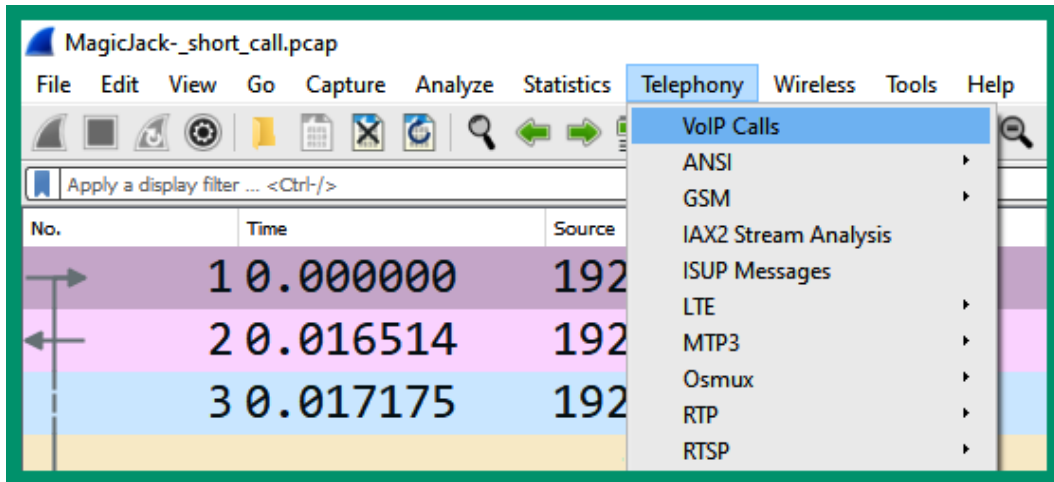 MagicJack-_short_call.pcap
File Edit View Go Capture Analyze Statistics Telephony Wireless Tools Help
Apply a display filter ... <Ctrl-/>
No. Time Source
1 0.000000 192
2 0.016514 192
3 0.017175 192
VoIP Calls
ANSI
GSM
IAX2 Stream Analysis
ISUP Messages
LTE
MTP3
Osmux
RTP
RTSP